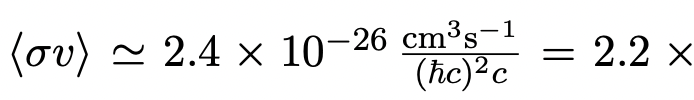 ⟨σv⟩ ≃ 2.4 × 10⁻²⁶ cm³s⁻¹/(ħc)²c = 2.2 ×